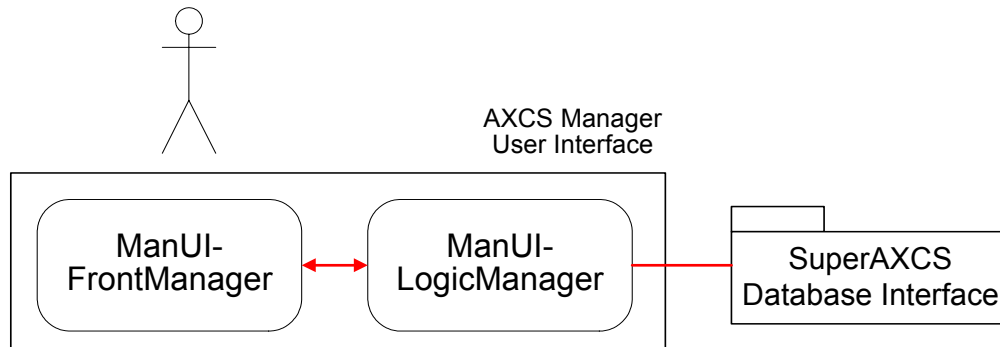 AXCS Manager
User Interface
ManUI-
FrontManager
ManUI-
LogicManager
SuperAXCS
Database Interface